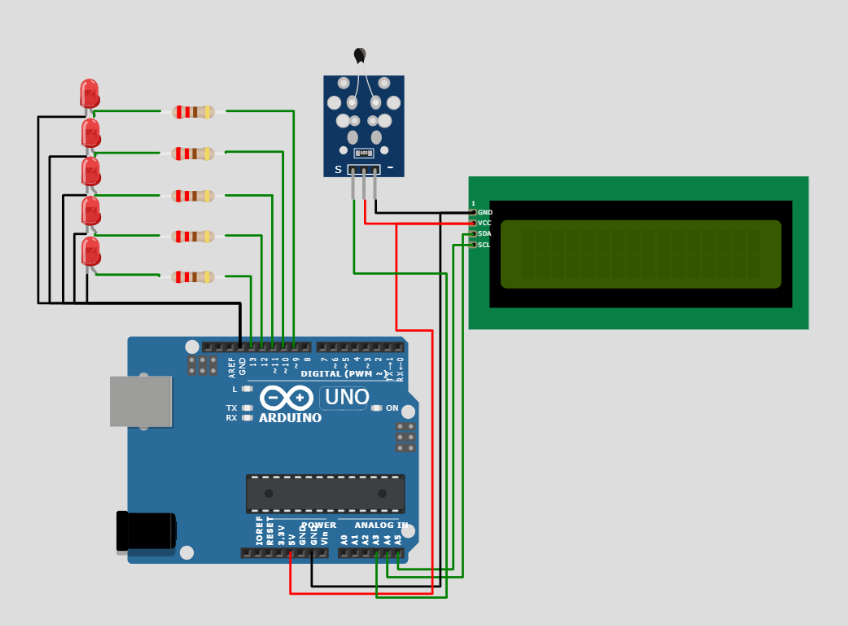 S -
1
GND
VCC
SDA
SCL
AREF
GND
13
12
~11
~10
~9
8
7
~6
~5
4
~3
2
TX→1
RX←0
DIGITAL (PWM ~)
L
TX
RX
UNO
ON
ARDUINO
POWER
ANALOG IN
IOREF
RESET
3.3V
5V
GND
GND
Vin
A0
A1
A2
A3
A4
A5